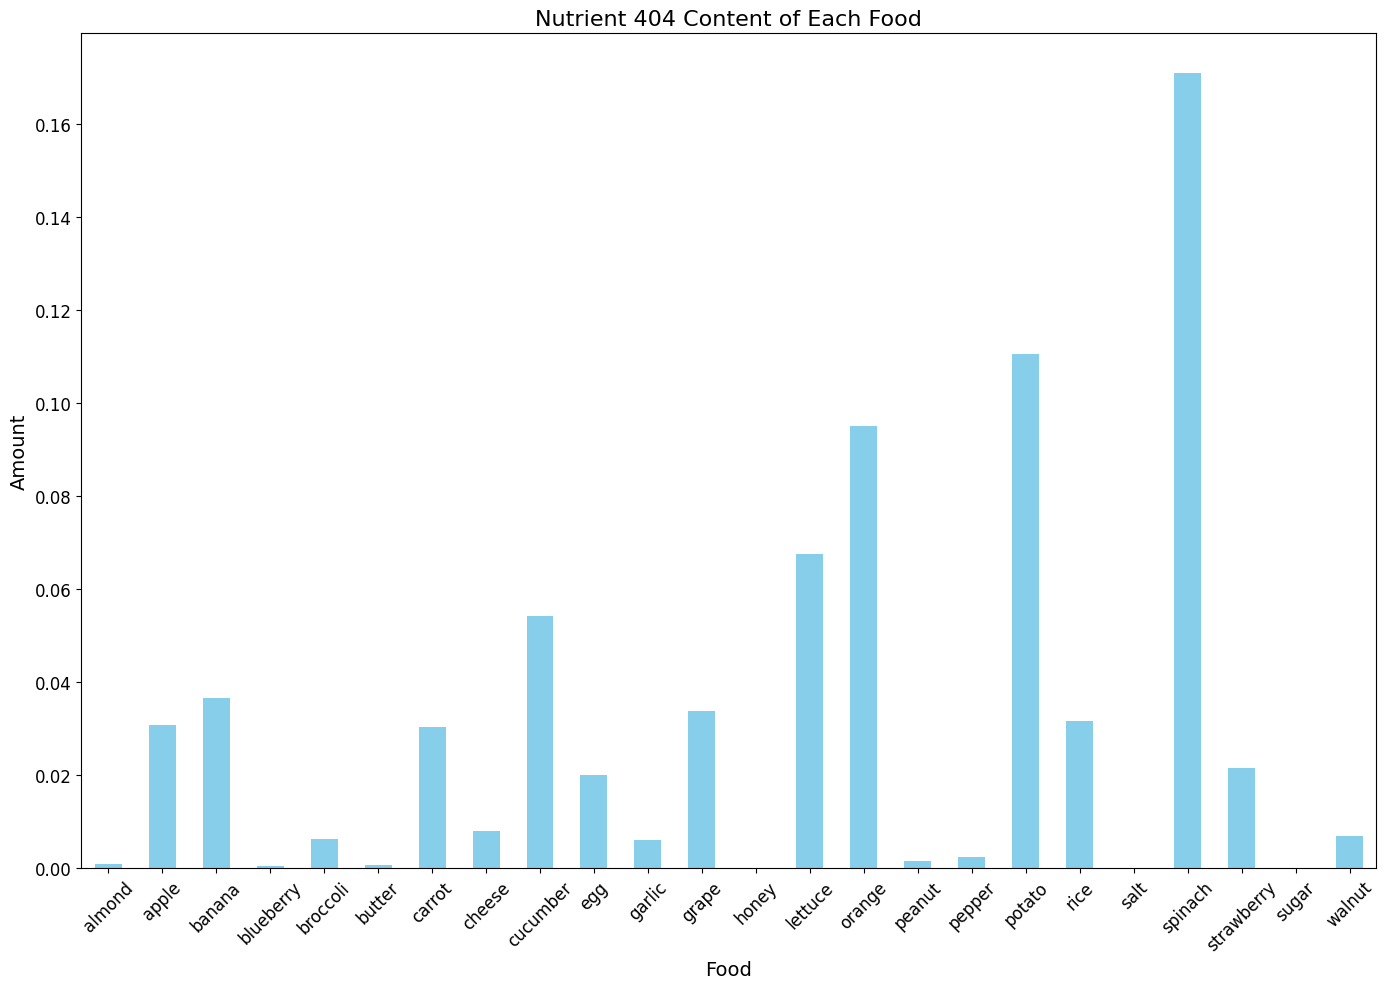 Nutrient 404 Content of Each Food
0.16
0.14
0.12
0.10
0.08
0.06
0.04
0.02
0.00
Amount
almond
apple
banana
blueberry
broccoli
butter
carrot
cheese
cucumber
egg
garlic
grape
honey
lettuce
orange
peanut
pepper
potato
rice
salt
spinach
strawberry
sugar
walnut
Food